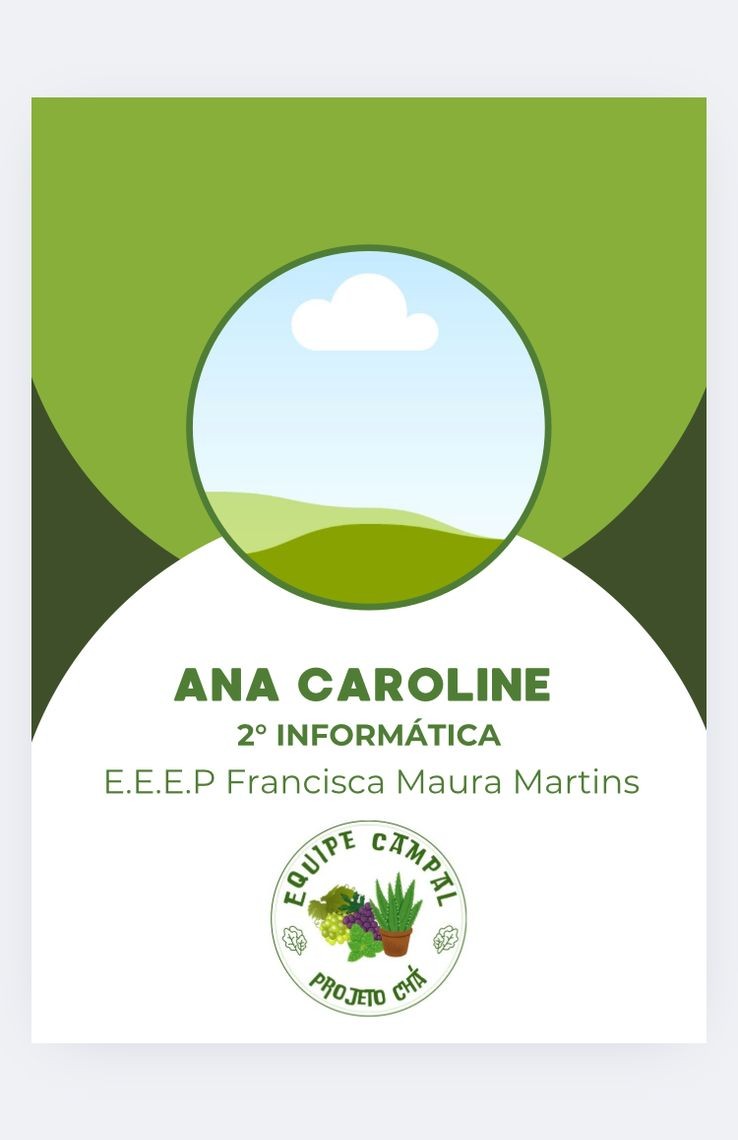 ANA CAROLINE
2º INFORMÁTICA
E.E.E.P Francisca Maura Martins
EQUIPE CAMPAL
PROJETO CHÁ